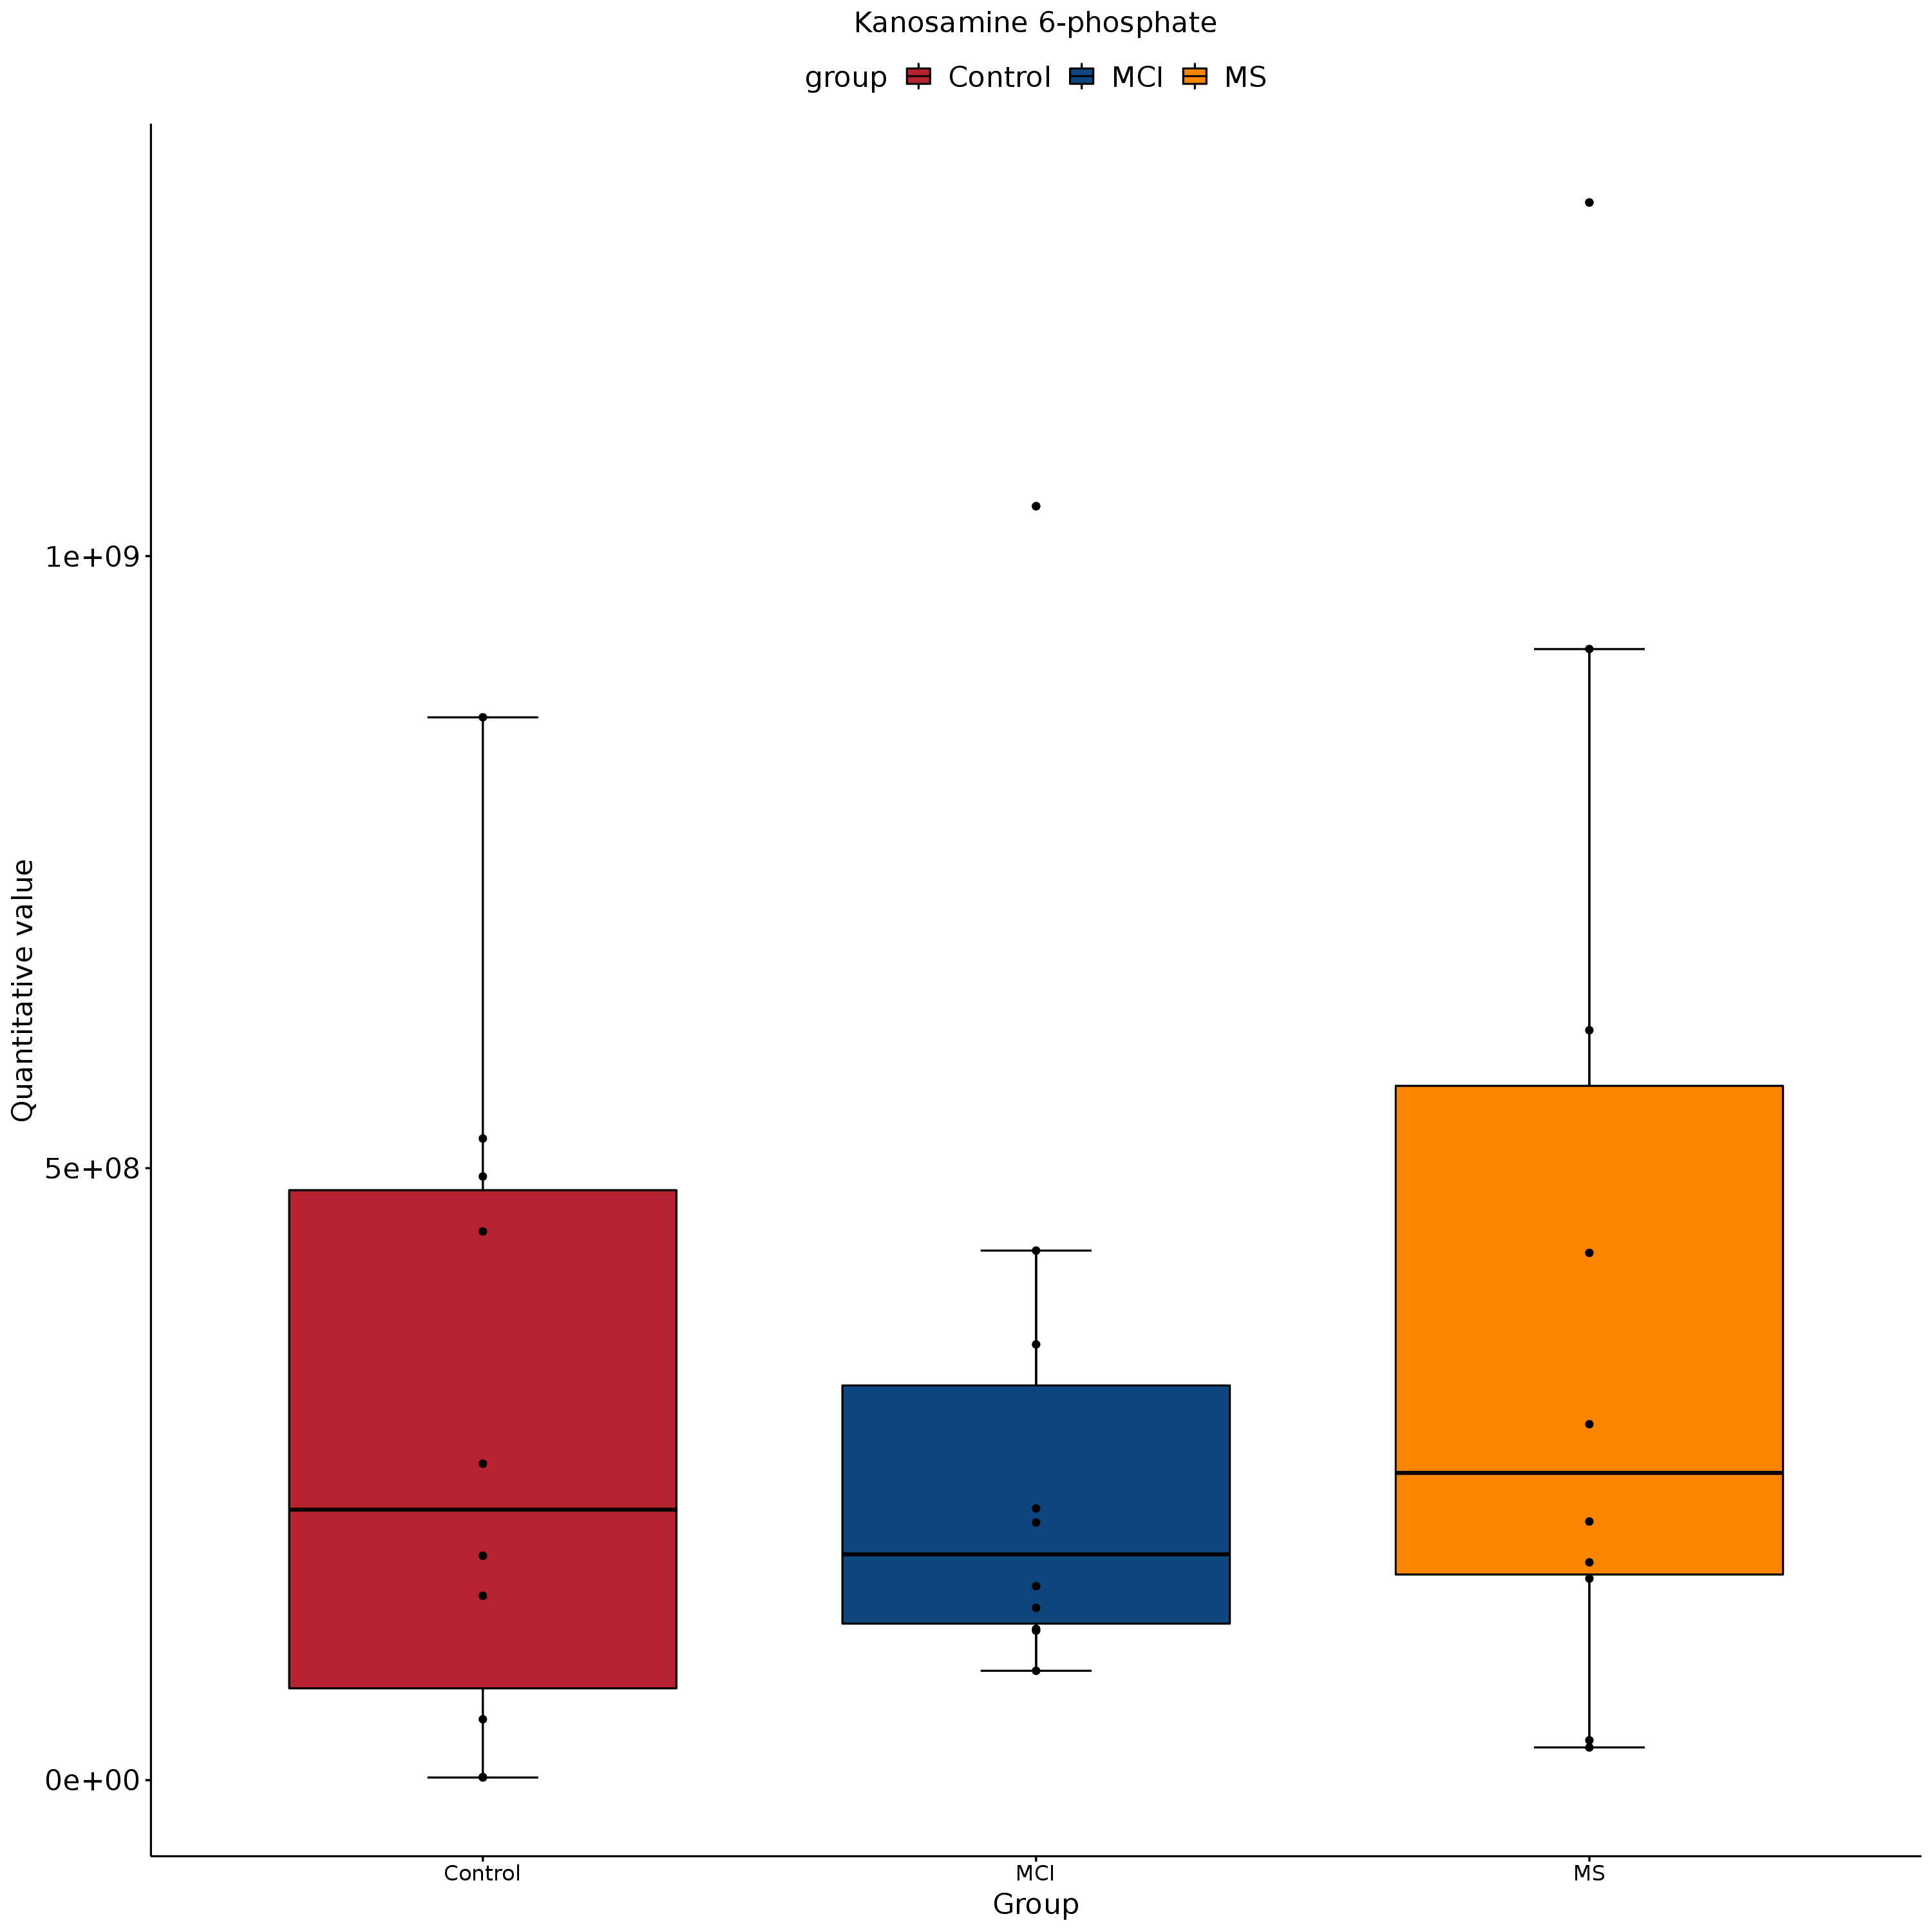 Kanosamine 6-phosphate
group Control MCI MS
Quantitative value
1e+09
5e+08
0e+00
Control MCI MS
Group